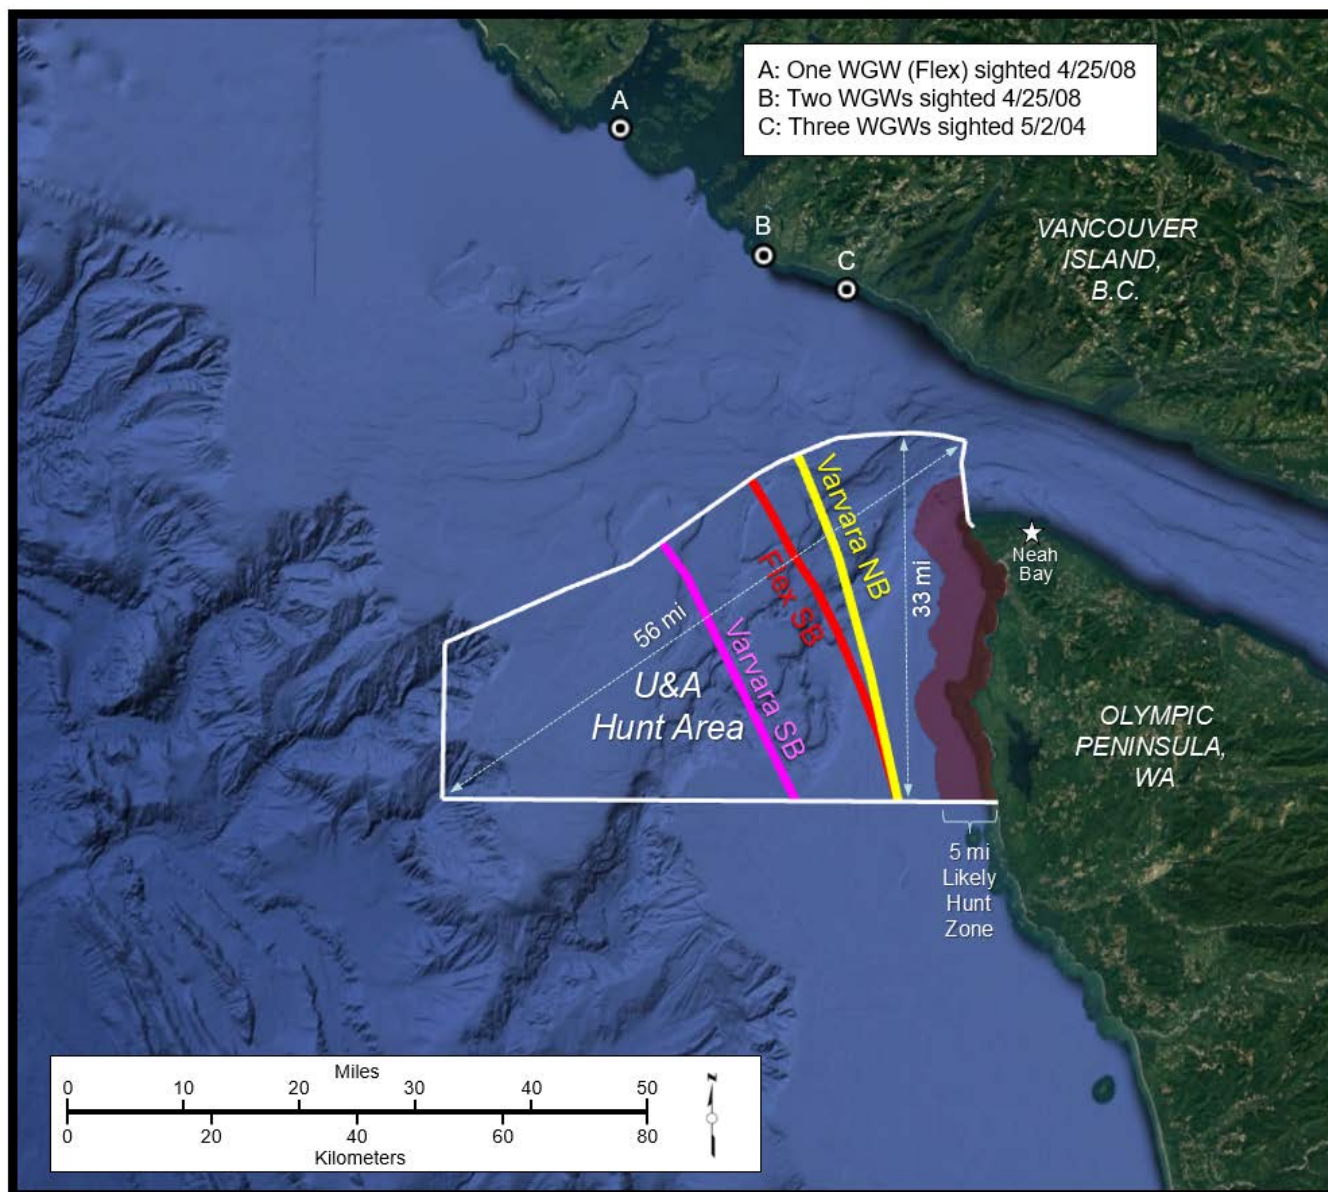 A: One WGW (Flex) sighted 4/25/08
B: Two WGWs sighted 4/25/08
C: Three WGWs sighted 5/2/04
A
B
C
VANCOUVER
ISLAND,
B.C.
Varvara NB
Flex SB
Varvara SB
33 mi
56 mi
Neah
Bay
U&A
Hunt Area
OLYMPIC
PENINSULA,
WA
5 mi
Likely
Hunt
Zone
Miles
0 10 20 30 40 50
0 20 40 60 80
Kilometers
N